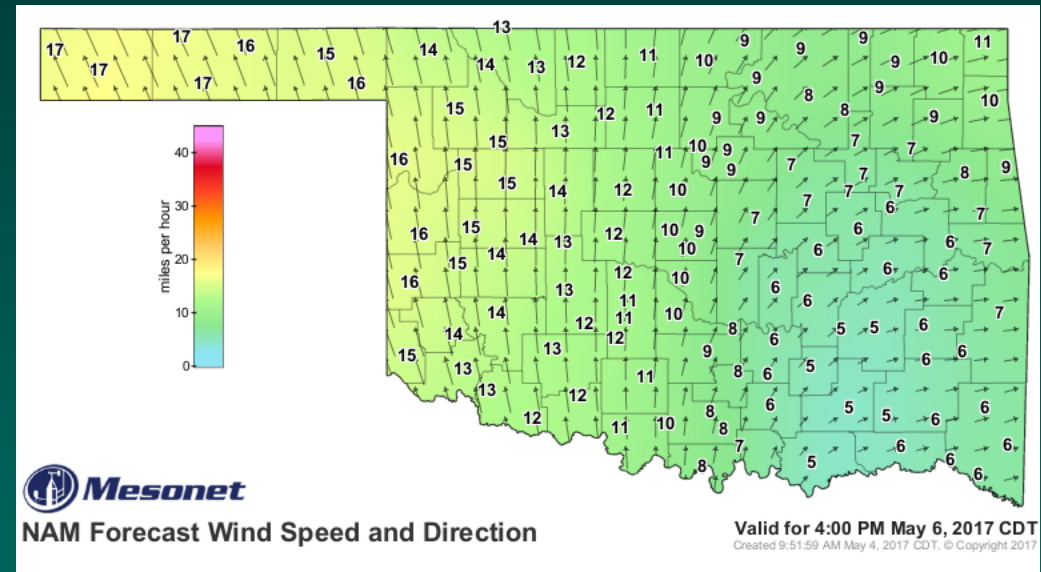 13
17 17 16 15 14 11 10 9 9 9 9 10 11
17 17 16 14 13 12 9 8 9 10
15 15 13 12 11 9 9 8 7 9
16 15 15 14 12 11 10 9 9 9 7 7 7 7 8 9
40
30
20
10
0
miles per hour
16 15 14 13 12 10 9 10 7 7 6 7 6 6 7
16 15 14 13 12 10 7 6 6 6 6
14 12 11 11 10 8 6 5 5 6 7
15 14 13 13 12 11 9 8 6 5 6 6
13 12 12 11 10 8 8 7 6 5 5 6 6
8 5 6 6 6 6
Mesonet
NAM Forecast Wind Speed and Direction
Valid for 4:00 PM May 6, 2017 CDT
Created 9:51:59 AM May 4, 2017 CDT. © Copyright 2017